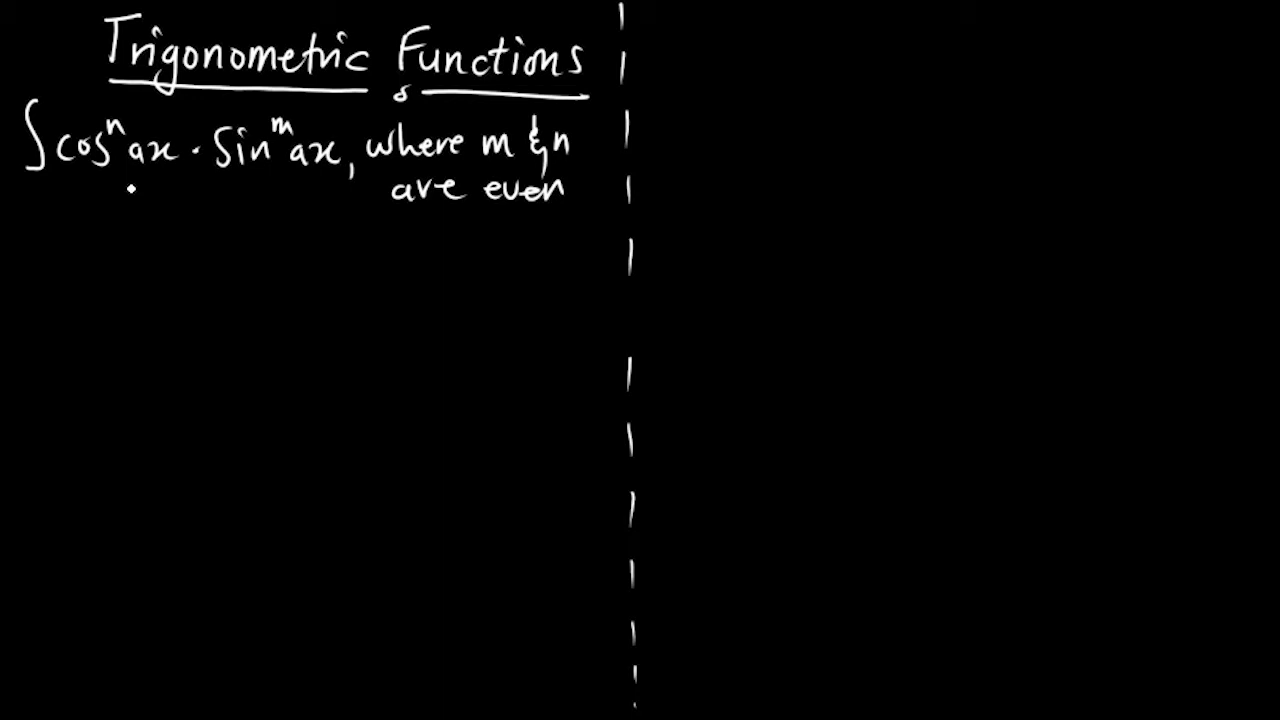 Trigonometric Functions
∫cosⁿax · Sinᵐax, where m & n
are even